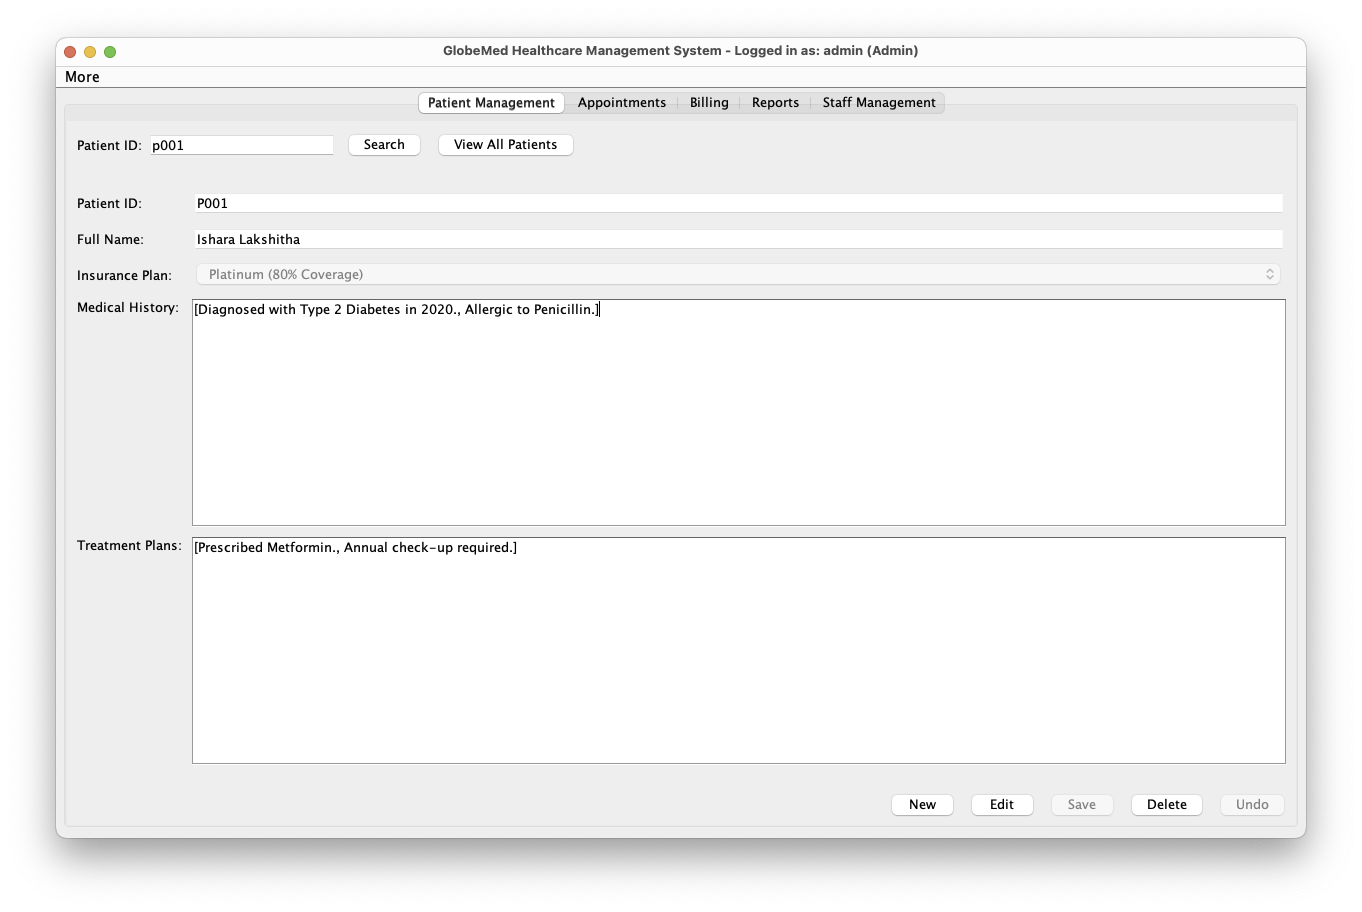 GlobeMed Healthcare Management System - Logged in as: admin (Admin)
More
Patient Management Appointments Billing Reports Staff Management
Patient ID: p001 Search View All Patients
Patient ID: P001
Full Name: Ishara Lakshitha
Insurance Plan: Platinum (80% Coverage)
Medical History: [Diagnosed with Type 2 Diabetes in 2020., Allergic to Penicillin.]
Treatment Plans: [Prescribed Metformin., Annual check-up required.]
New Edit Save Delete Undo